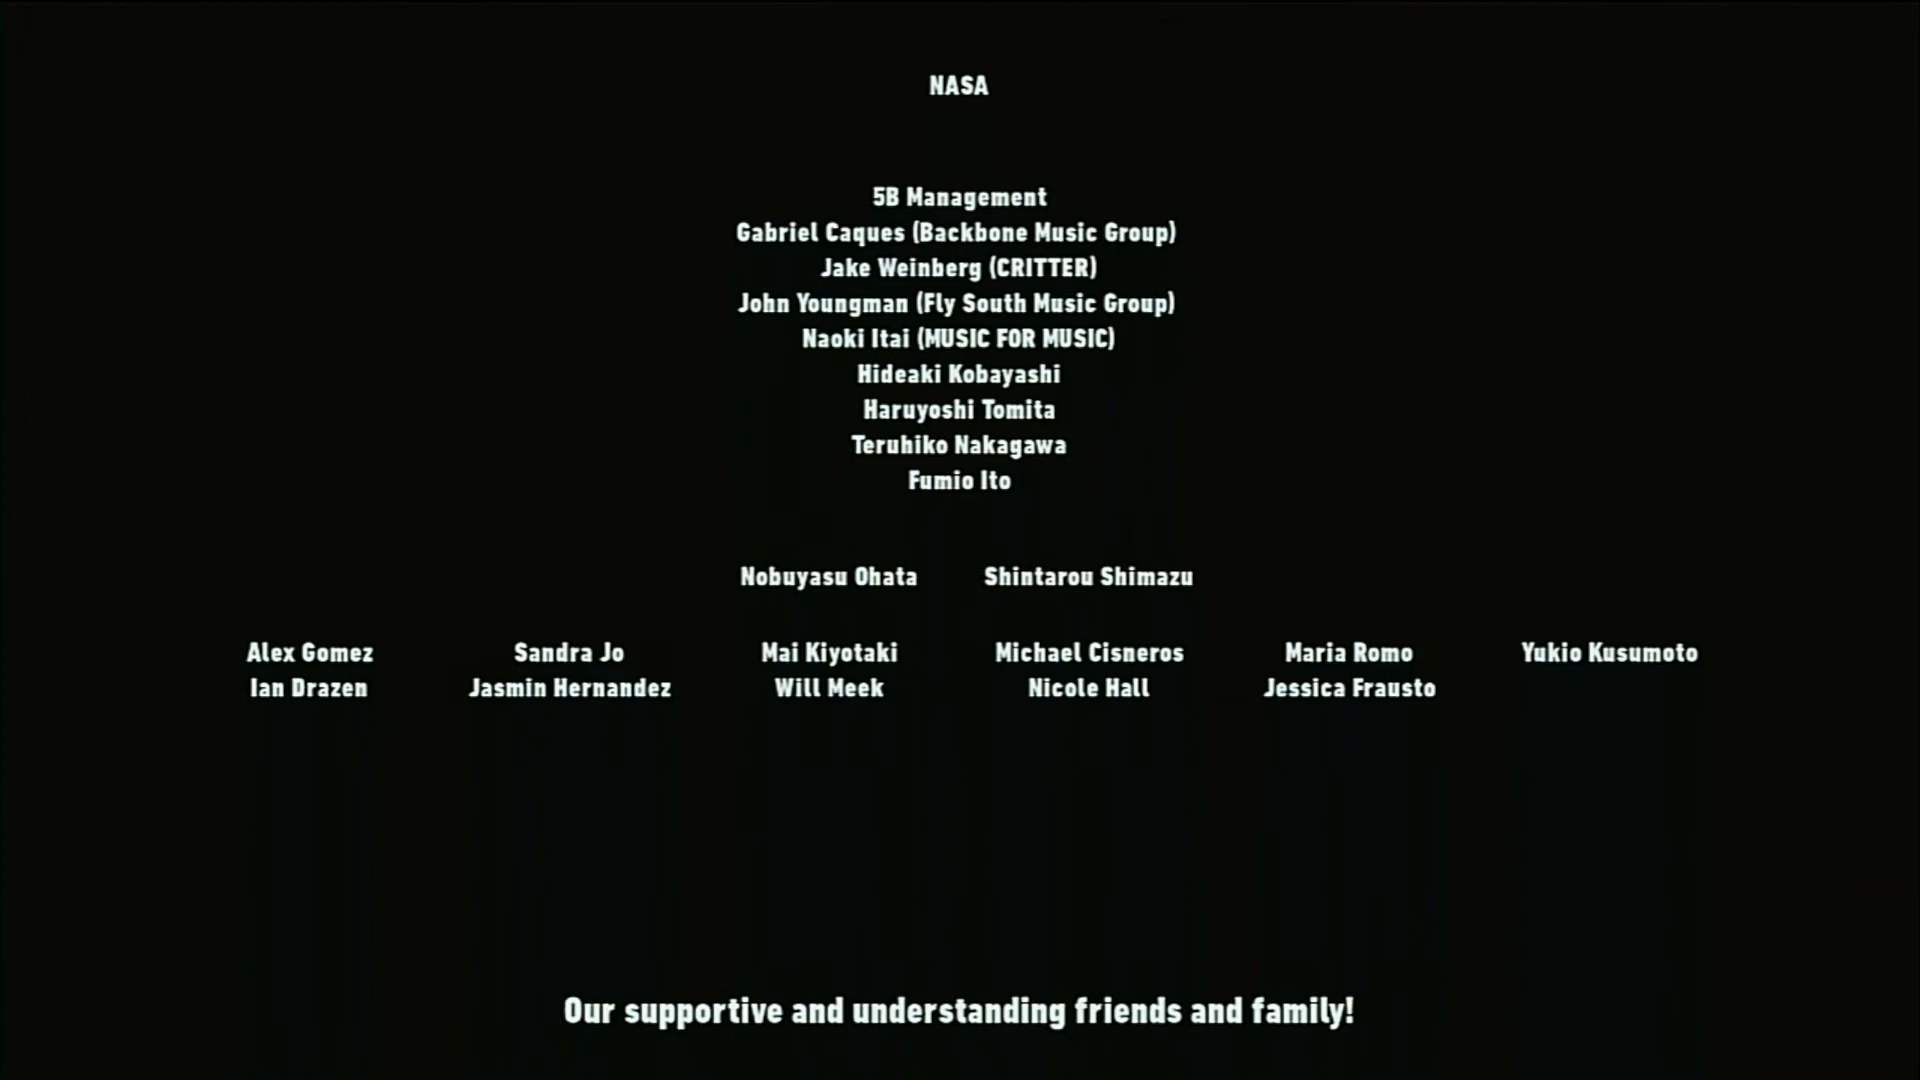 NASA
5B Management
Gabriel Caques (Backbone Music Group)
Jake Weinberg (CRITTER)
John Youngman (Fly South Music Group)
Naoki Itai (MUSIC FOR MUSIC)
Hideaki Kobayashi
Haruyoshi Tomita
Teruhiko Nakagawa
Fumio Ito
Nobuyasu Ohata Shintarou Shimazu
Alex Gomez Sandra Jo Mai Kiyotaki Michael Cisneros Maria Romo Yukio Kusumoto
Ian Drazen Jasmin Hernandez Will Meek Nicole Hall Jessica Frausto
Our supportive and understanding friends and family!